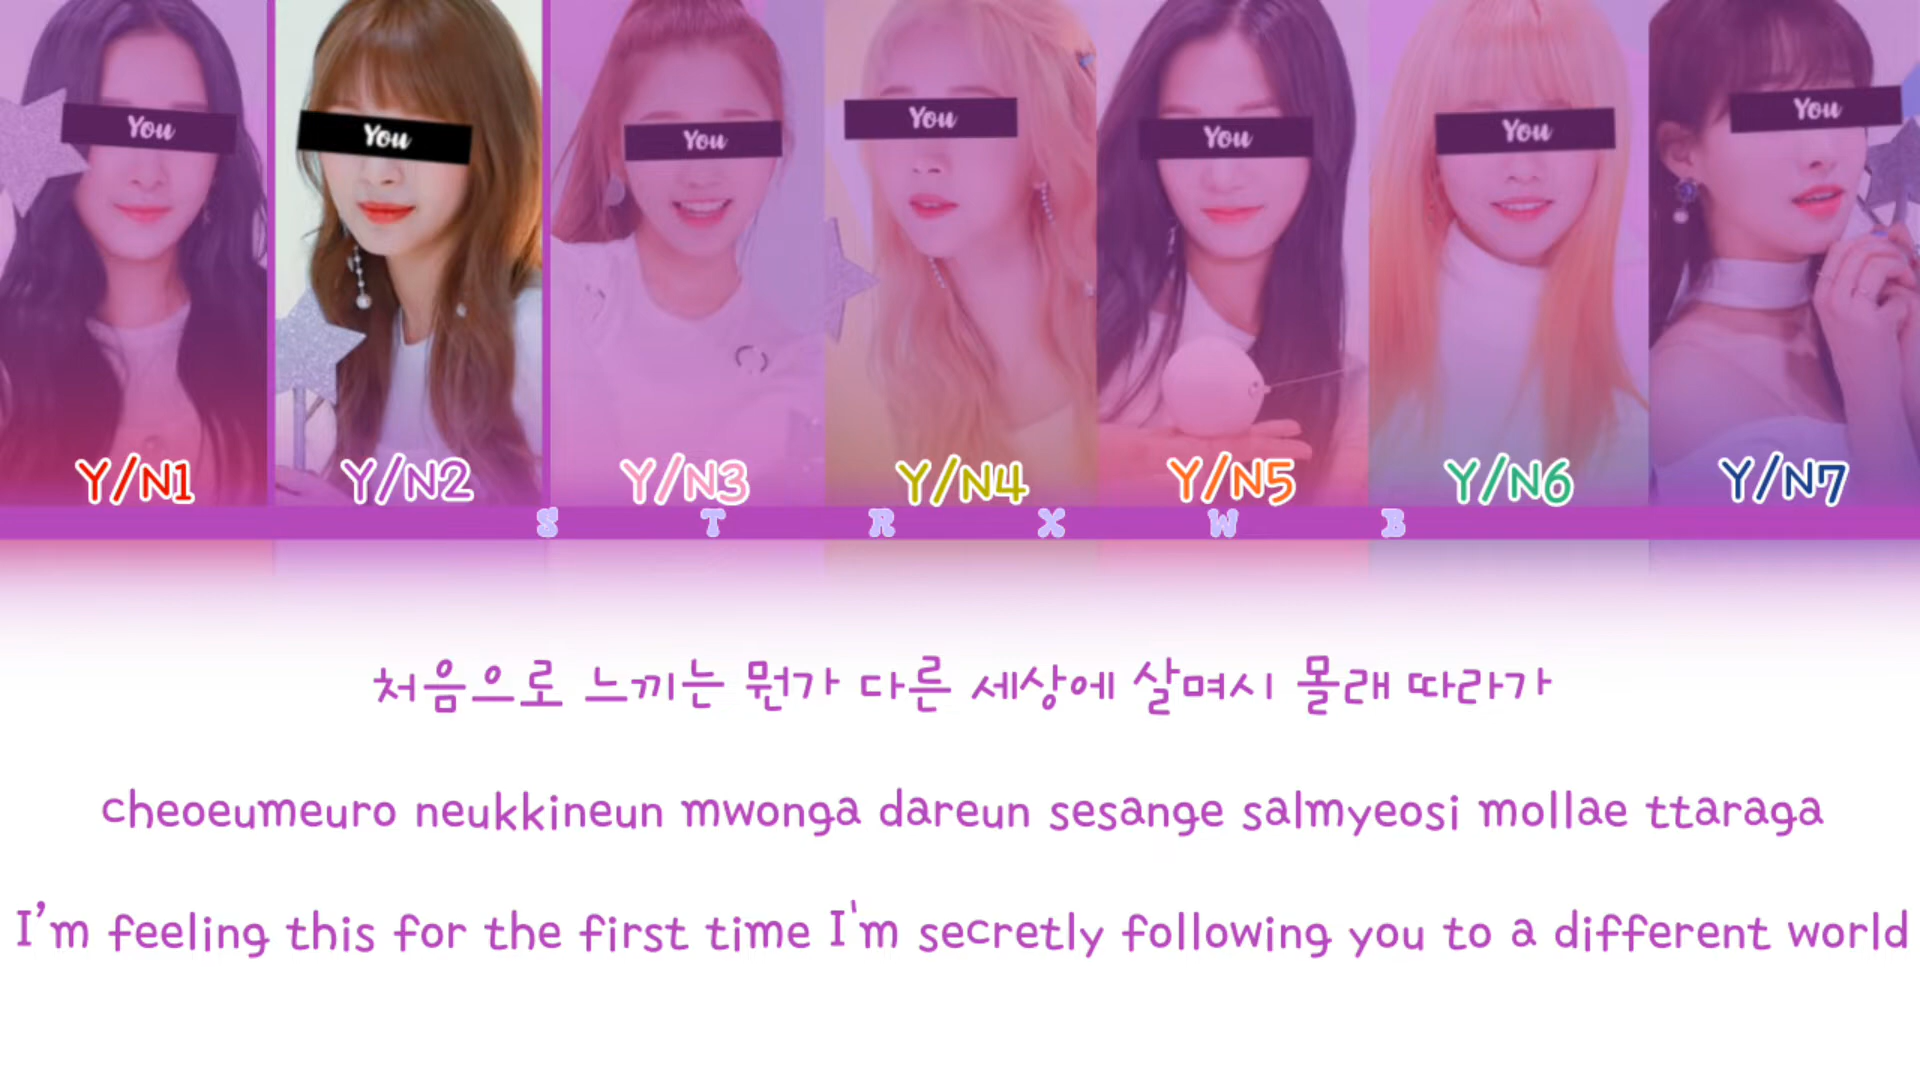 You You You You You You You
Y/N1 Y/N2 Y/N3 Y/N4 Y/N5 Y/N6 Y/N7
S T R X W B
처음으로 느끼는 뭔가 다른 세상에 살며시 몰래 따라가
cheoeumeuro neukkineun mwonga dareun sesange salmyeosi mollae ttaraga
I’m feeling this for the first time I'm secretly following you to a different world